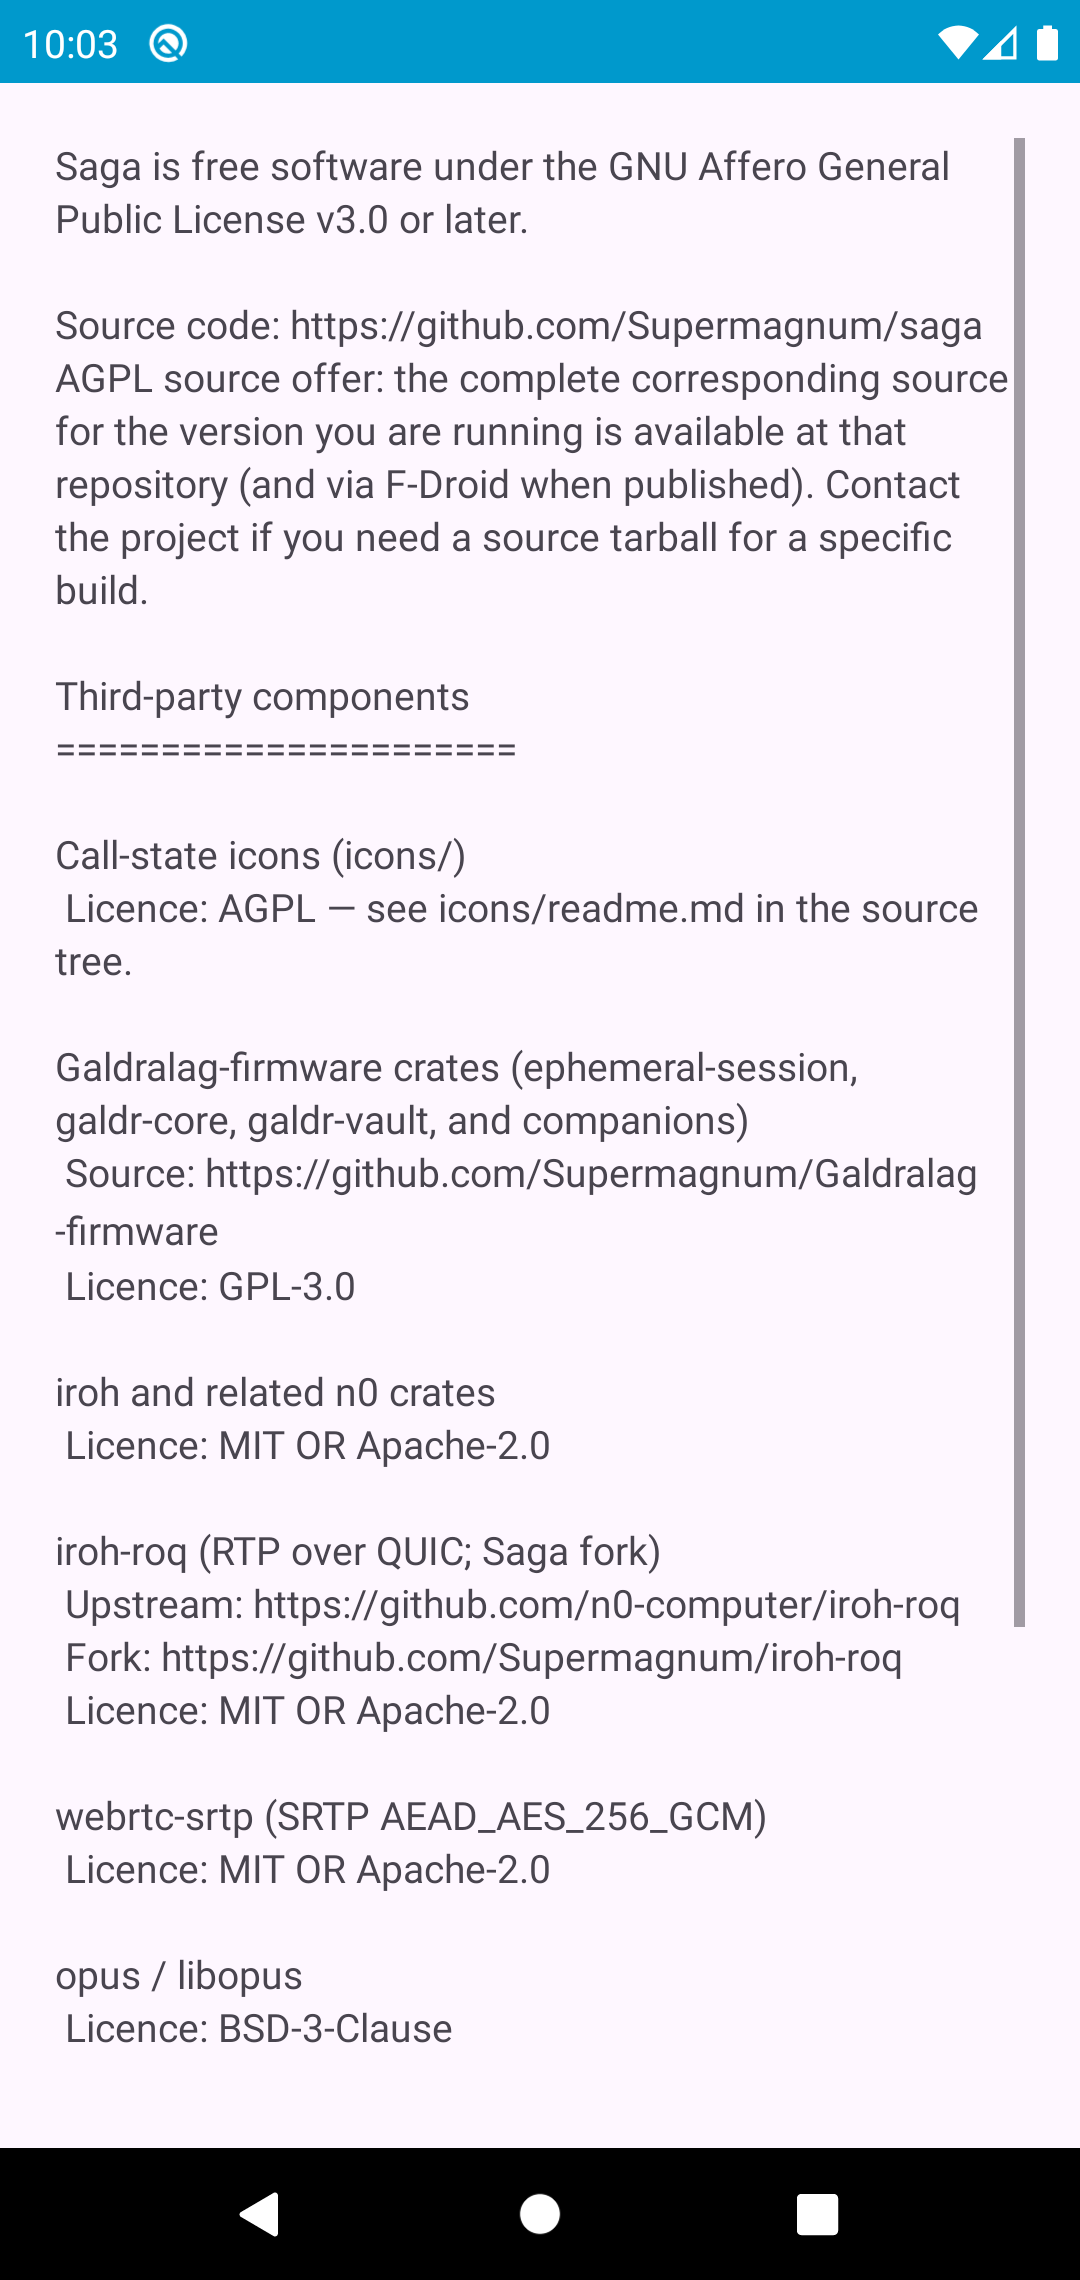 10:03
Saga is free software under the GNU Affero General
Public License v3.0 or later.
Source code: https://github.com/Supermagnum/saga
AGPL source offer: the complete corresponding source
for the version you are running is available at that
repository (and via F-Droid when published). Contact
the project if you need a source tarball for a specific
build.
Third-party components
======================
Call-state icons (icons/)
Licence: AGPL — see icons/readme.md in the source
tree.
Galdralag-firmware crates (ephemeral-session,
galdr-core, galdr-vault, and companions)
Source: https://github.com/Supermagnum/Galdralag
-firmware
Licence: GPL-3.0
iroh and related n0 crates
Licence: MIT OR Apache-2.0
iroh-roq (RTP over QUIC; Saga fork)
Upstream: https://github.com/n0-computer/iroh-roq
Fork: https://github.com/Supermagnum/iroh-roq
Licence: MIT OR Apache-2.0
webrtc-srtp (SRTP AEAD_AES_256_GCM)
Licence: MIT OR Apache-2.0
opus / libopus
Licence: BSD-3-Clause